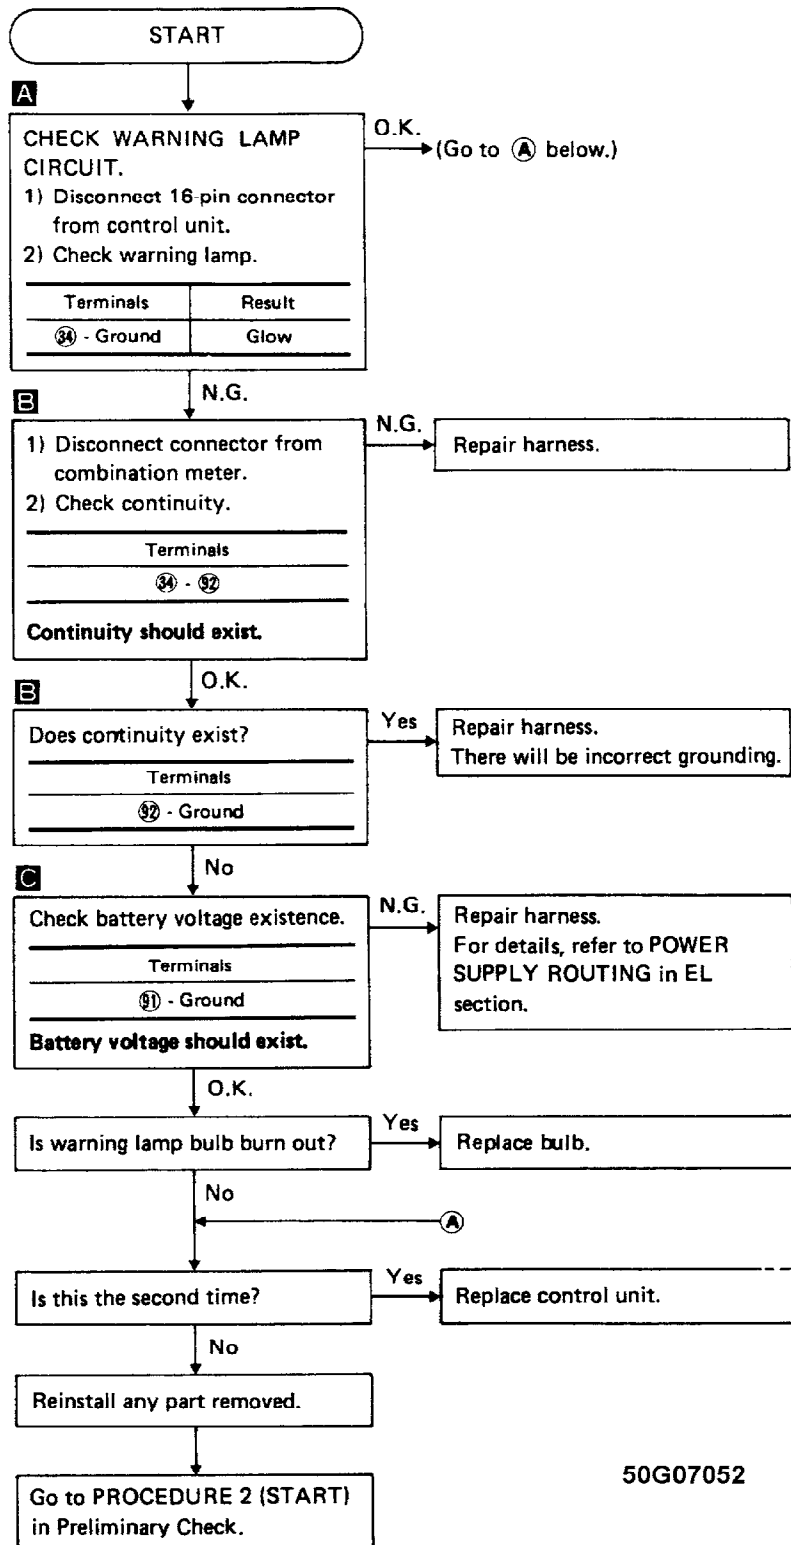 START
A
CHECK WARNING LAMP
CIRCUIT.
1) Disconnect 16-pin connector
from control unit.
2) Check warning lamp.
Terminals Result
34 - Ground Glow
O.K.
(Go to A below.)
N.G.
B
1) Disconnect connector from
combination meter.
2) Check continuity.
Terminals
34 - 92
Continuity should exist.
N.G.
Repair harness.
O.K.
B
Does continuity exist?
Terminals
92 - Ground
Yes
Repair harness.
There will be incorrect grounding.
No
C
Check battery voltage existence.
Terminals
91 - Ground
Battery voltage should exist.
N.G.
Repair harness.
For details, refer to POWER
SUPPLY ROUTING in EL
section.
O.K.
Is warning lamp bulb burn out?
Yes
Replace bulb.
No
A
Is this the second time?
Yes
Replace control unit.
No
Reinstall any part removed.
Go to PROCEDURE 2 (START)
in Preliminary Check.
50G07052